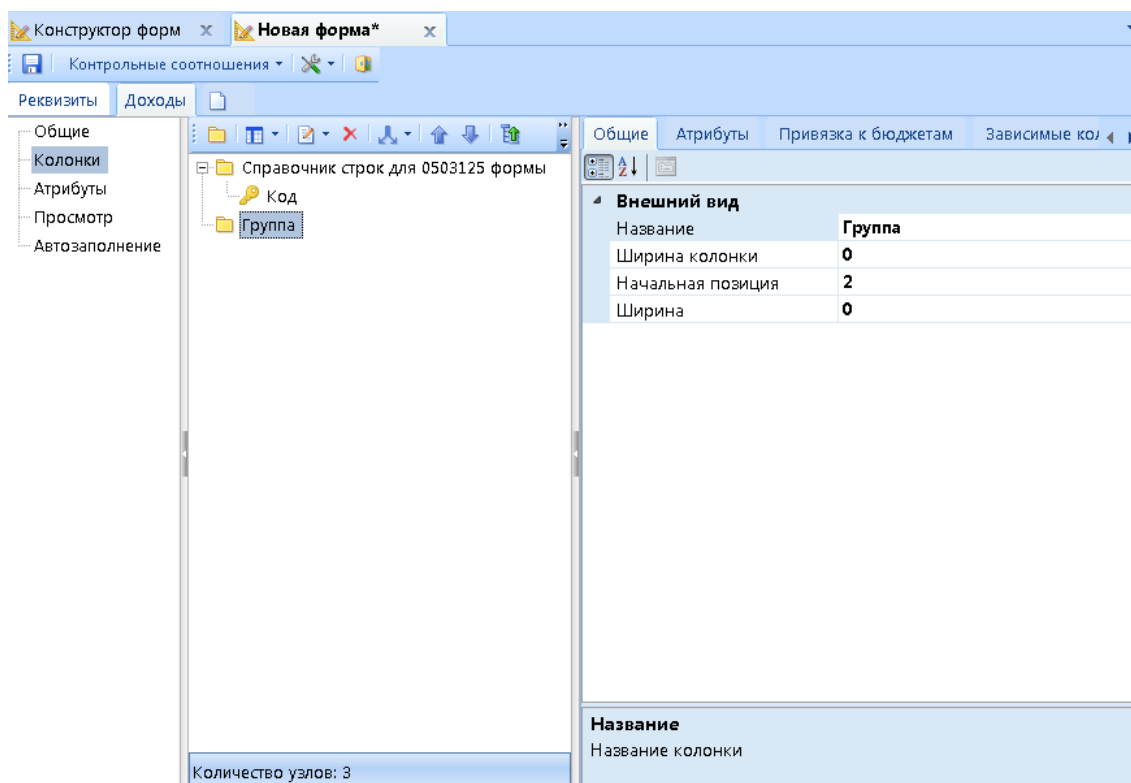 Конструктор форм x Новая форма* x
Контрольные соотношения
Реквизиты Доходы
Общие
Колонки
Атрибуты
Просмотр
Автозаполнение
Справочник строк для 0503125 формы
Код
Группа
Количество узлов: 3
Общие Атрибуты Привязка к бюджетам Зависимые кол
Внешний вид
Название Группа
Ширина колонки 0
Начальная позиция 2
Ширина 0
Название
Название колонки